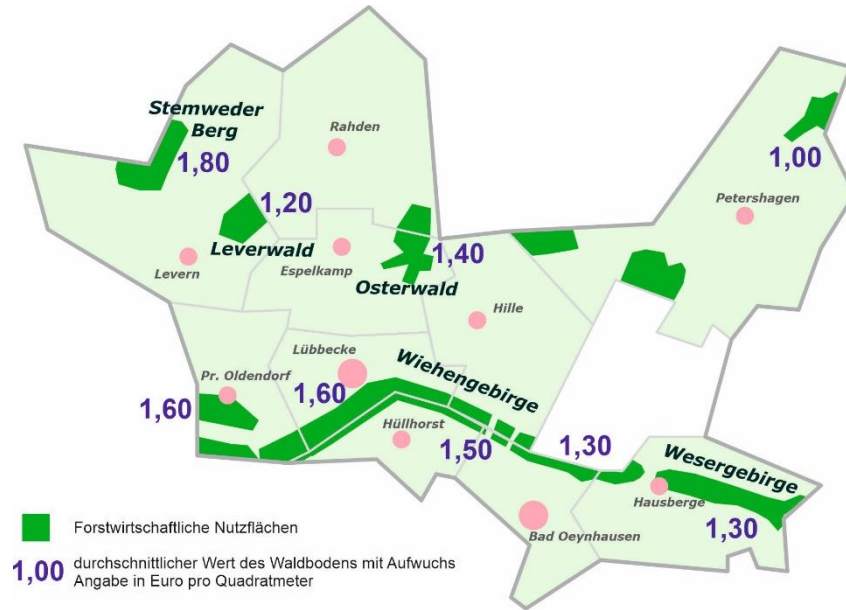 Stemweder
Berg
Rahden
1,80
1,00
1,20
Petershagen
Leverwald
Levern
Espelkamp
1,40
Osterwald
Hille
Lübbecke
Wiehengebirge
Pr. Oldendorf
1,60
1,60
Hüllhorst
1,50
1,30
Wesergebirge
Hausberge
1,30
Bad Oeynhausen
Forstwirtschaftliche Nutzflächen
1,00 durchschnittlicher Wert des Waldbodens mit Aufwuchs
Angabe in Euro pro Quadratmeter